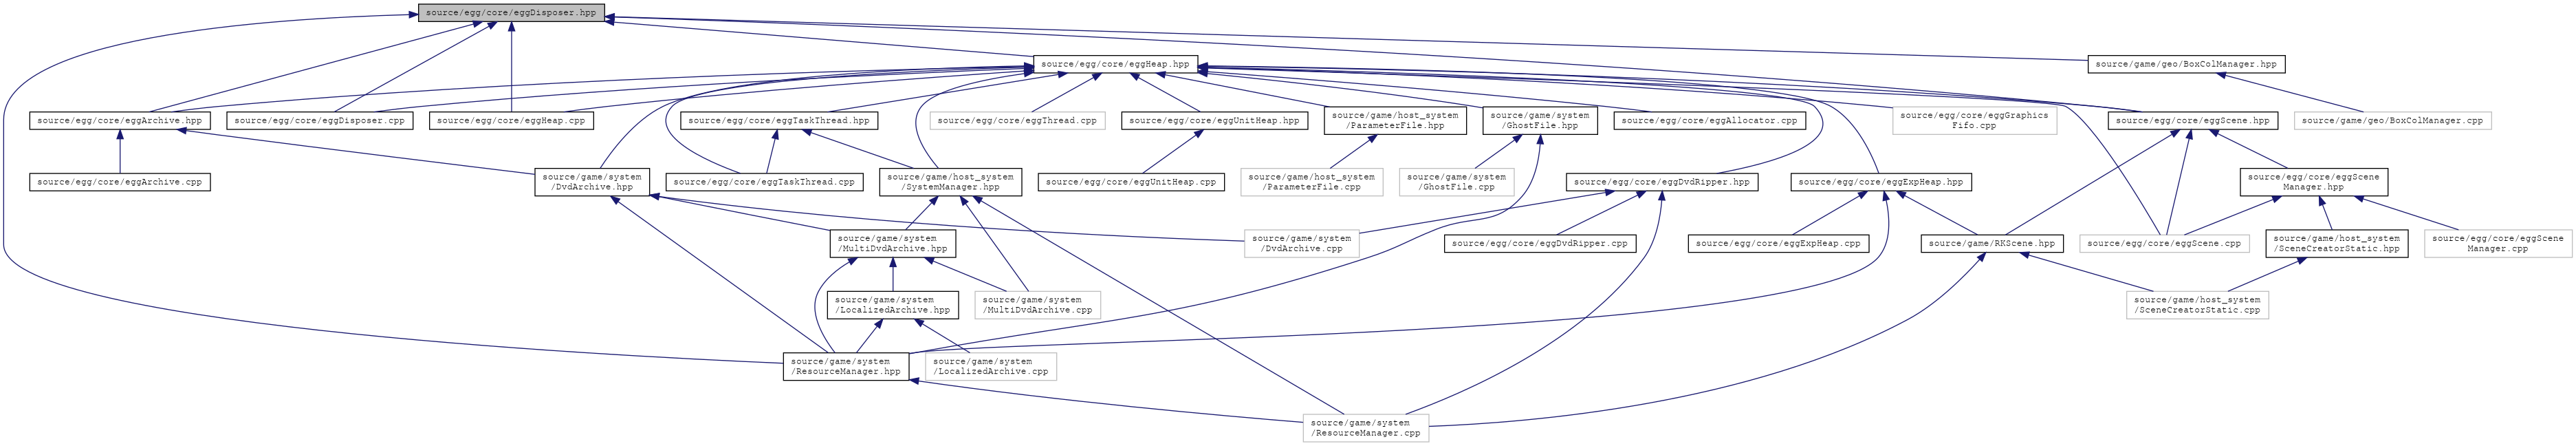 source/egg/core/eggDisposer.hpp
source/egg/core/eggHeap.hpp
source/game/geo/BoxColManager.hpp
source/egg/core/eggArchive.hpp
source/egg/core/eggDisposer.cpp
source/egg/core/eggHeap.cpp
source/egg/core/eggTaskThread.hpp
source/egg/core/eggThread.cpp
source/egg/core/eggUnitHeap.hpp
source/game/host_system
/ParameterFile.hpp
source/game/system
/GhostFile.hpp
source/egg/core/eggAllocator.cpp
source/egg/core/eggGraphics
Fifo.cpp
source/egg/core/eggScene.hpp
source/game/geo/BoxColManager.cpp
source/egg/core/eggArchive.cpp
source/game/system
/DvdArchive.hpp
source/egg/core/eggTaskThread.cpp
source/game/host_system
/SystemManager.hpp
source/egg/core/eggUnitHeap.cpp
source/game/host_system
/ParameterFile.cpp
source/game/system
/GhostFile.cpp
source/egg/core/eggDvdRipper.hpp
source/egg/core/eggExpHeap.hpp
source/egg/core/eggScene
Manager.hpp
source/game/system
/MultiDvdArchive.hpp
source/game/system
/DvdArchive.cpp
source/egg/core/eggDvdRipper.cpp
source/egg/core/eggExpHeap.cpp
source/game/RKScene.hpp
source/egg/core/eggScene.cpp
source/game/host_system
/SceneCreatorStatic.hpp
source/egg/core/eggScene
Manager.cpp
source/game/system
/LocalizedArchive.hpp
source/game/system
/MultiDvdArchive.cpp
source/game/host_system
/SceneCreatorStatic.cpp
source/game/system
/ResourceManager.hpp
source/game/system
/LocalizedArchive.cpp
source/game/system
/ResourceManager.cpp